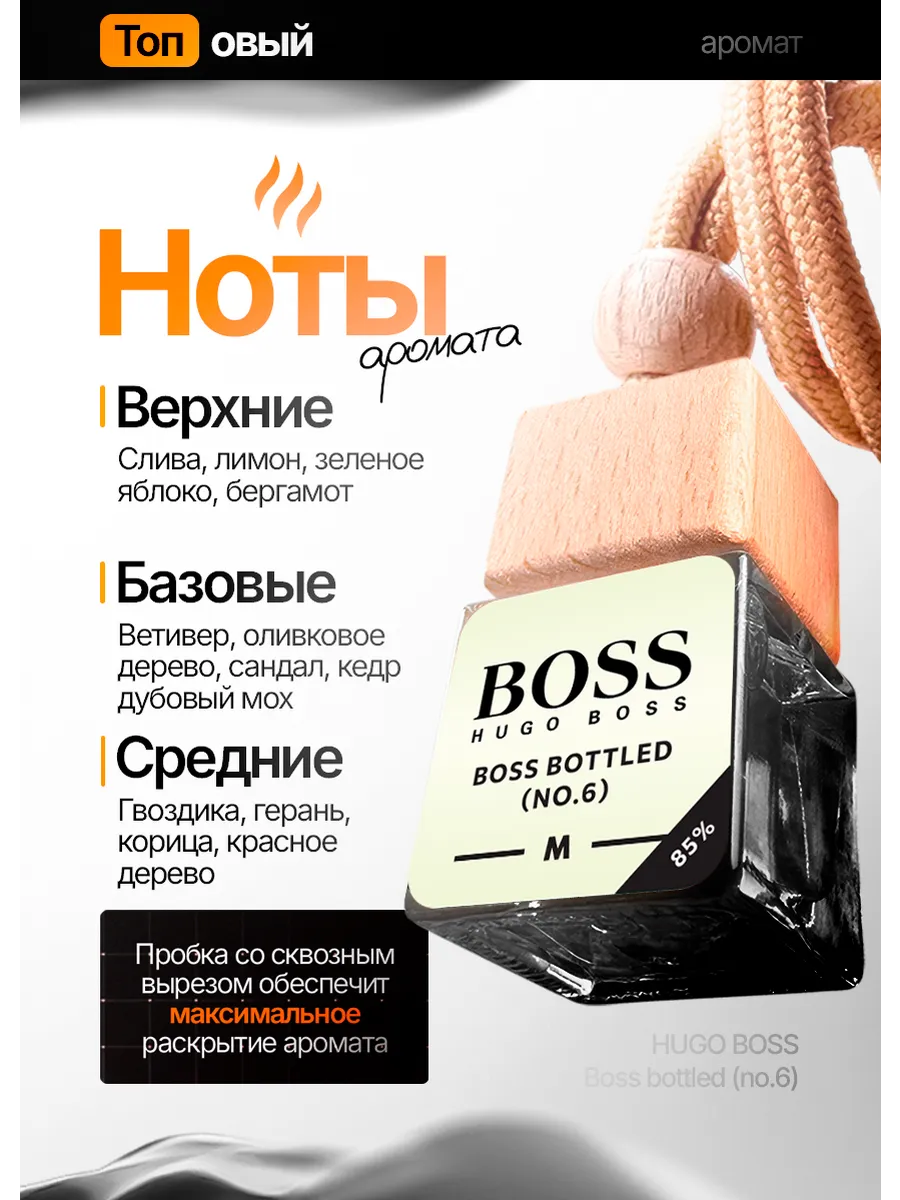 Топовый
аромат
Ноты
аромата
Верхние
Слива, лимон, зеленое
яблоко, бергамот
Базовые
Ветивер, оливковое
дерево, сандал, кедр
дубовый мох
Средние
Гвоздика, герань,
корица, красное
дерево
Пробка со сквозным
вырезом обеспечит
максимальное
раскрытие аромата
BOSS
HUGO BOSS
BOSS BOTTLED
(NO.6)
M
85%
HUGO BOSS
Boss bottled (no.6)